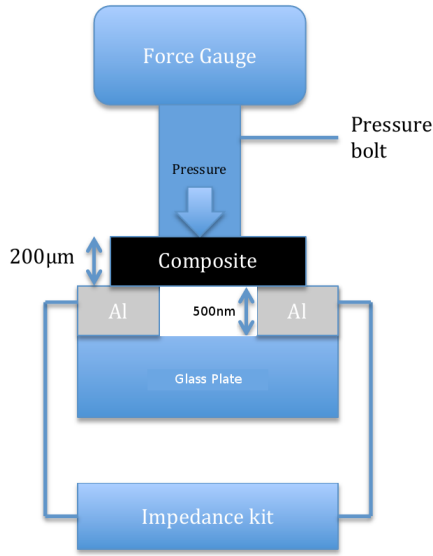 Force Gauge
Pressure
bolt
Pressure
200μm
Composite
Al
500nm
Al
Glass Plate
Impedance kit